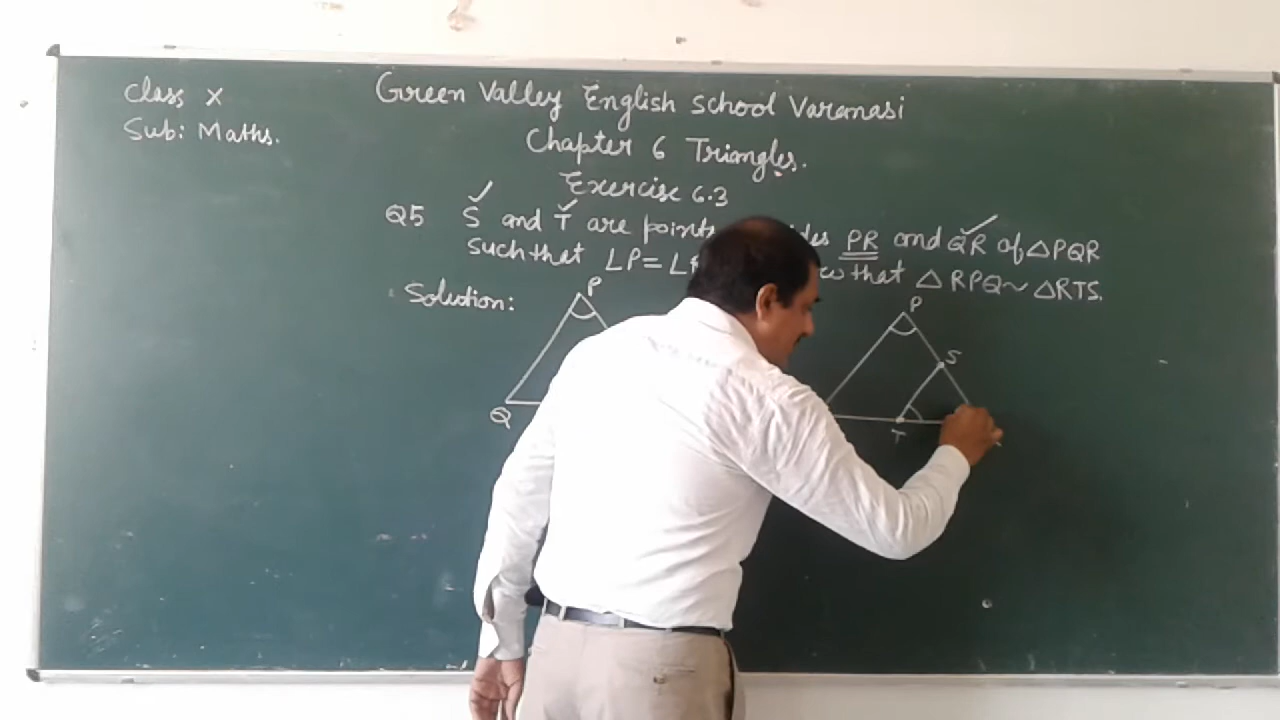 Class X
Sub: Maths.
Green Valley English School Varanasi
Chapter 6 Triangles.
Exercise 6.3
Q5 S and T are points PR and QR of △PQR
such that ∠P=∠ that △RPQ~△RTS.
Solution:
P
Q
P
S
T